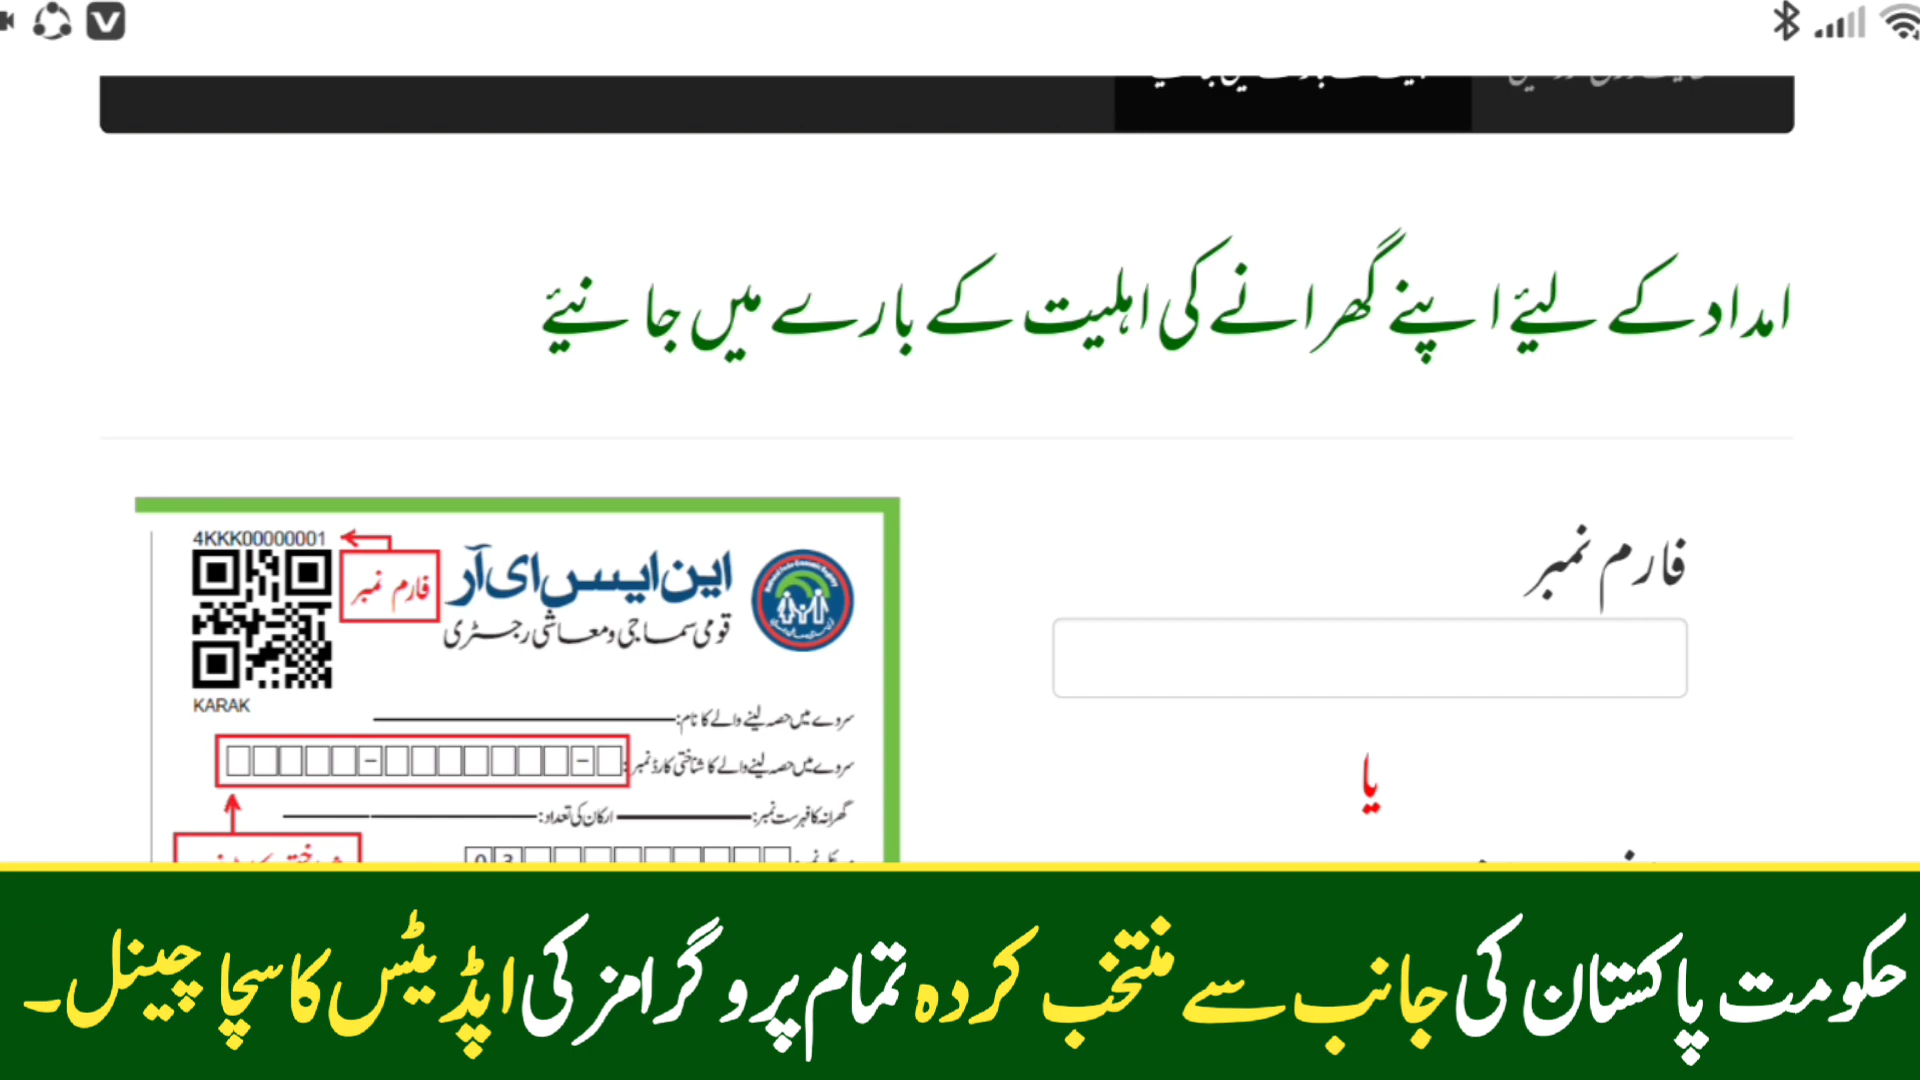 امداد کے لیئے اپنے گھرانے کی اہلیت کے بارے میں جانیئے
4KKK00000001
فارم نمبر
این ایس ای آر
قومی سماجی و معاشی رجسٹری
KARAK
سروے میں حصہ لینے والے کا نام:
سروے میں حصہ لینے والے کا شناختی کارڈ نمبر:
گھرانہ کا فہرست نمبر: ارکان کی تعداد:
03
فارم نمبر
یا
حکومت پاکستان کی جانب سے منتخب کردہ تمام پروگرامز کی اپڈیٹس کا سچا چینل۔